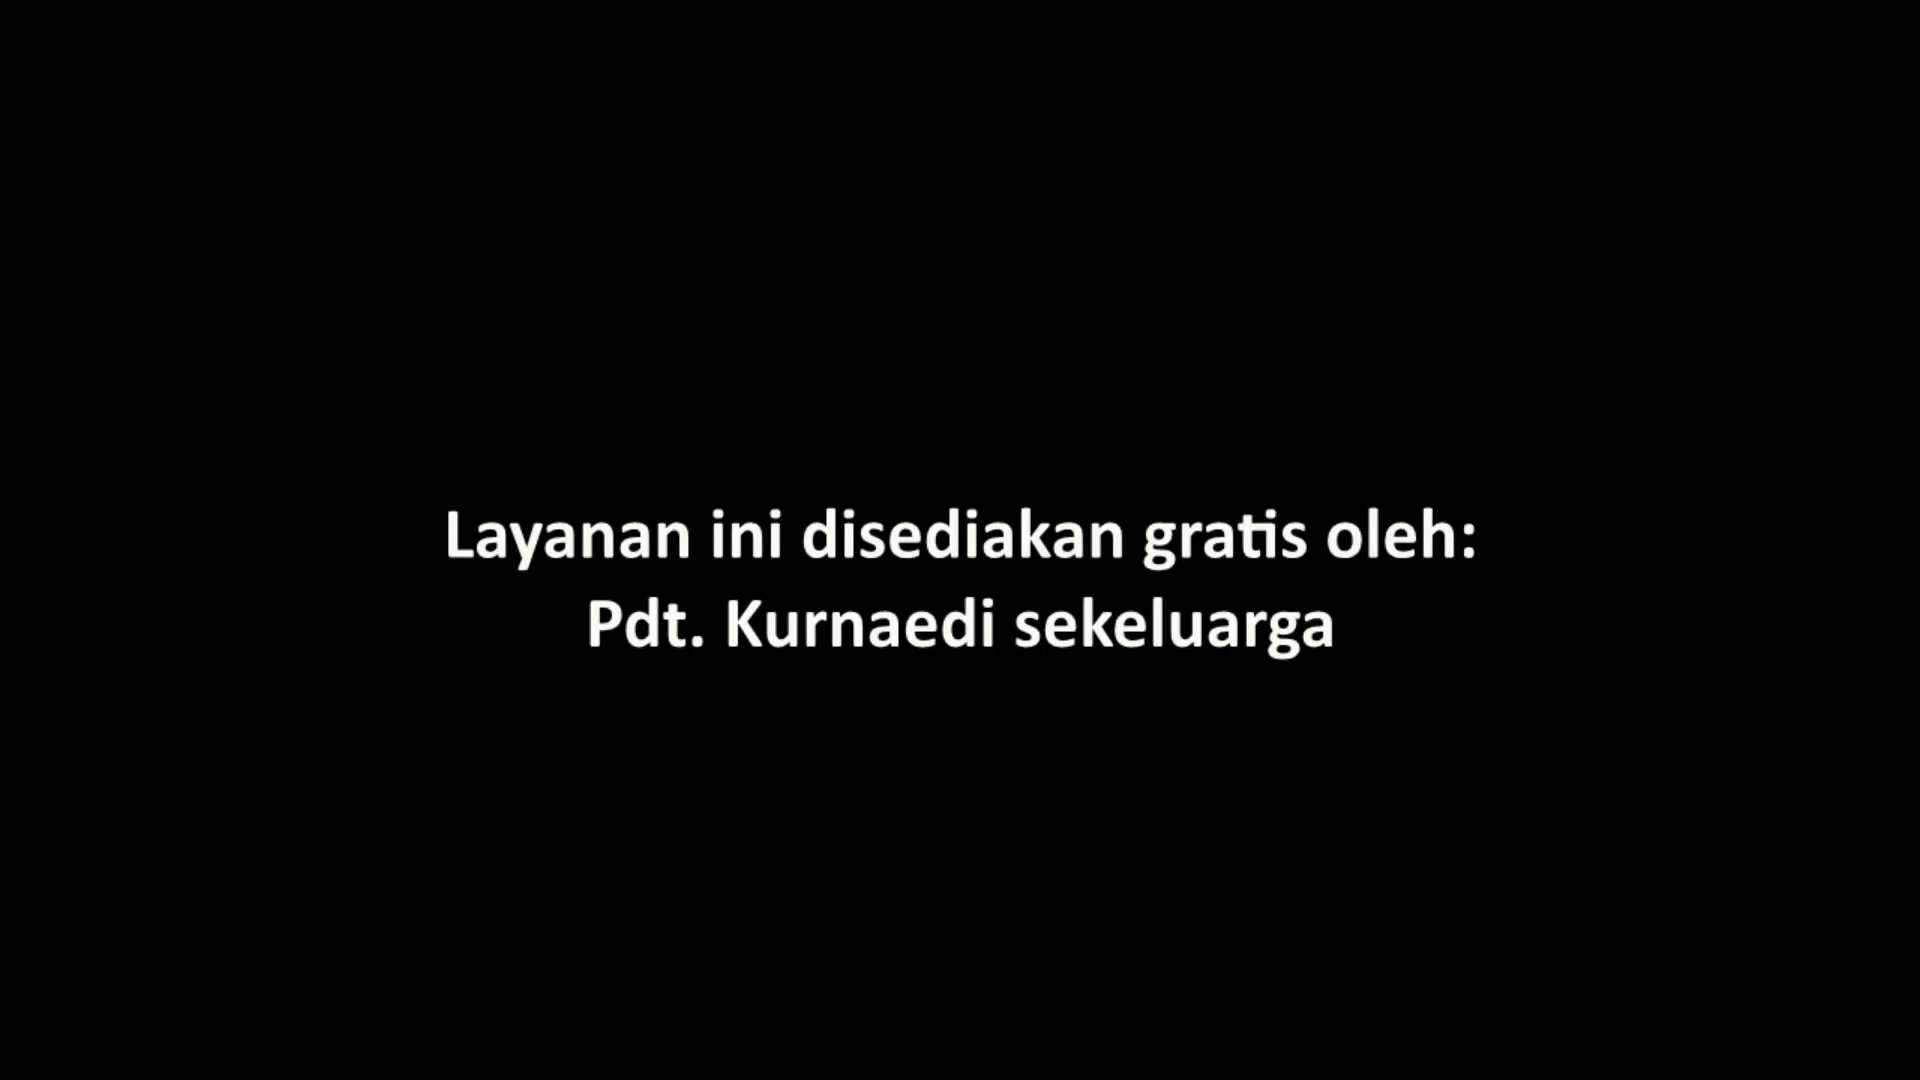 Layanan ini disediakan gratis oleh:
Pdt. Kurnaedi sekeluarga